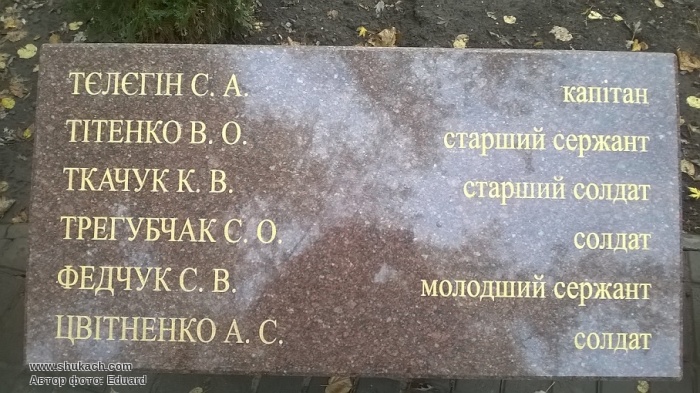 ТЄЛЄГІН С. А. капітан
ТІТЕНКО В. О. старший сержант
ТКАЧУК К. В. старший солдат
ТРЕГУБЧАК С. О. солдат
ФЕДЧУК С. В. молодший сержант
ЦВІТНЕНКО А. С. солдат
www.shukach.com
Автор фото: Eduard